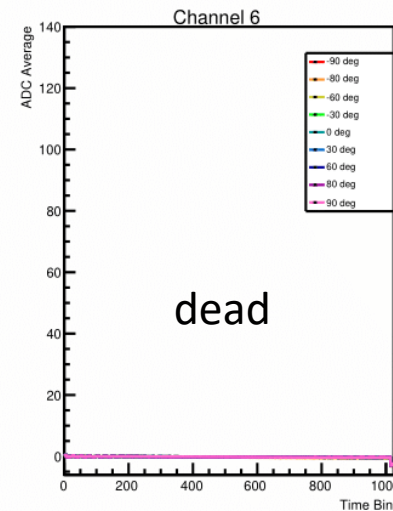 Channel 6
ADC Average
140
120
100
80
60
40
20
0
-90 deg
-80 deg
-60 deg
-30 deg
0 deg
30 deg
60 deg
80 deg
90 deg
dead
0 200 400 600 800 100
Time Bin